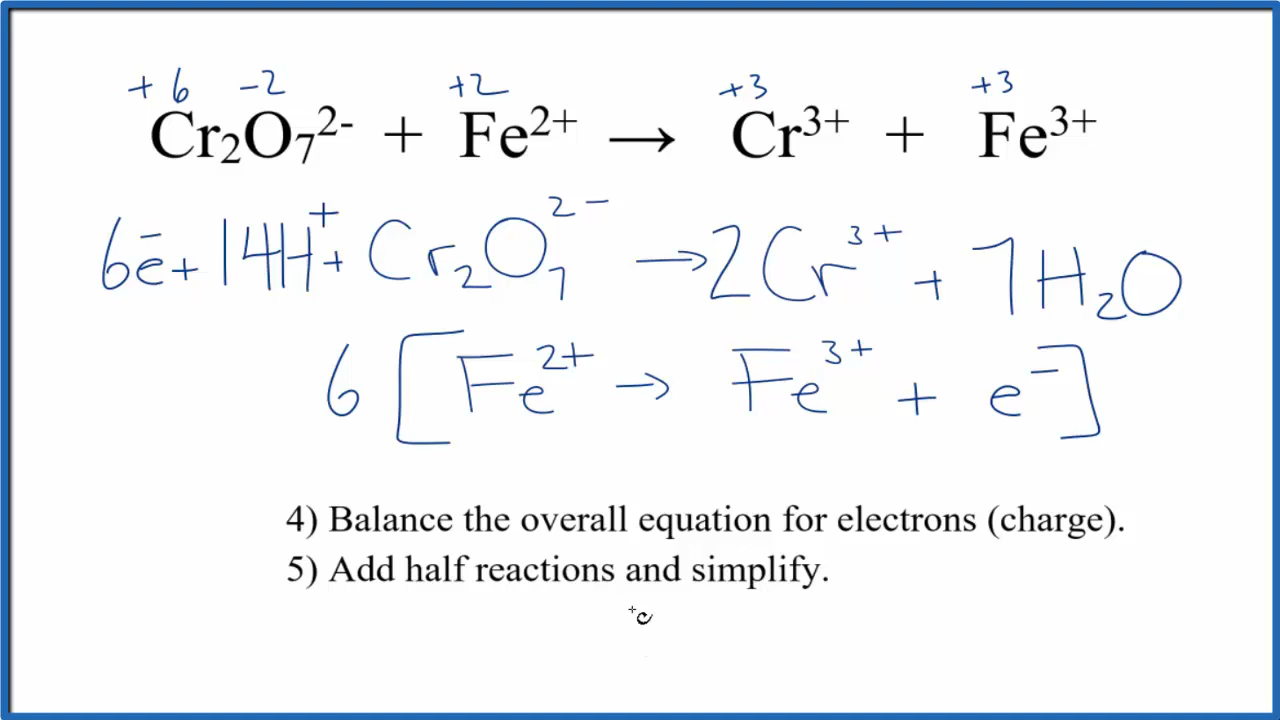 +6 -2 +2 +3 +3
Cr₂O₇²⁻ + Fe²⁺ → Cr³⁺ + Fe³⁺
6e⁻ + 14H⁺ + Cr₂O₇²⁻ → 2Cr³⁺ + 7H₂O
6 [Fe²⁺ → Fe³⁺ + e⁻]
4) Balance the overall equation for electrons (charge).
5) Add half reactions and simplify.